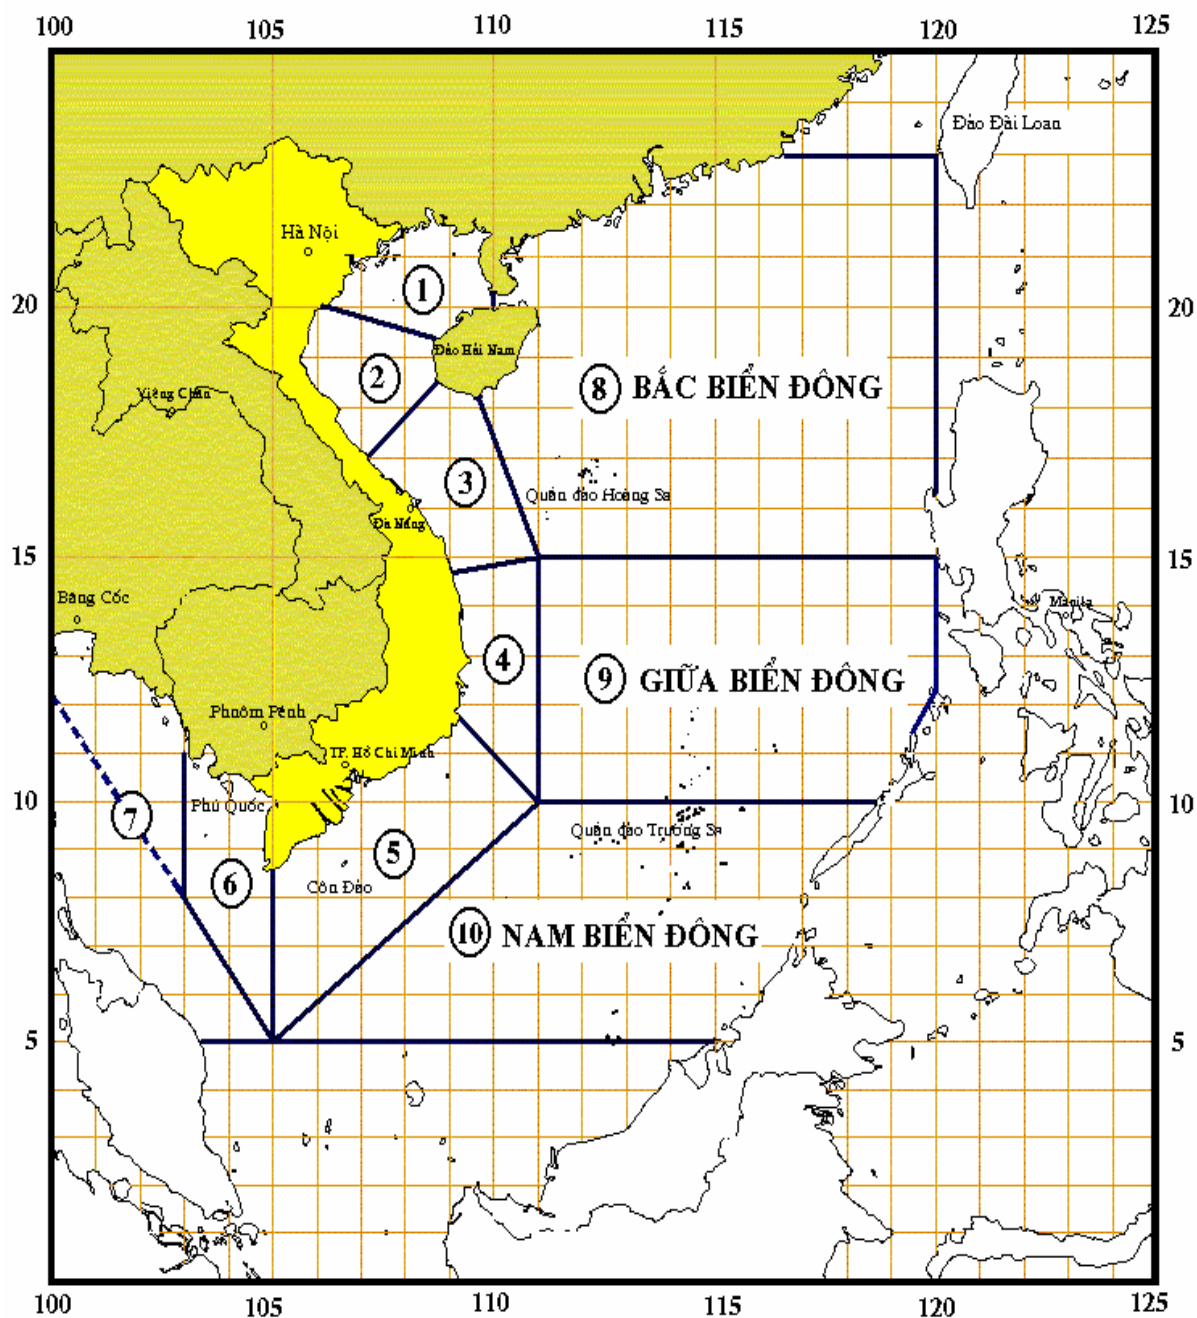 100 105 110 115 120 125
Đảo Đài Loan
Hà Nội
1
20 20
Đảo Hải Nam
2
8 BẮC BIỂN ĐÔNG
Viêng Chăn
3
Quần đảo Hoàng Sa
Đà Nẵng
15 15
Băng Cốc
Manila
4
9 GIỮA BIỂN ĐÔNG
Phnôm Pênh
TP. Hồ Chí Minh
10 10
Phú Quốc
7
Quần đảo Trường Sa
5
6
Côn Đảo
10 NAM BIỂN ĐÔNG
5 5
100 105 110 115 120 125